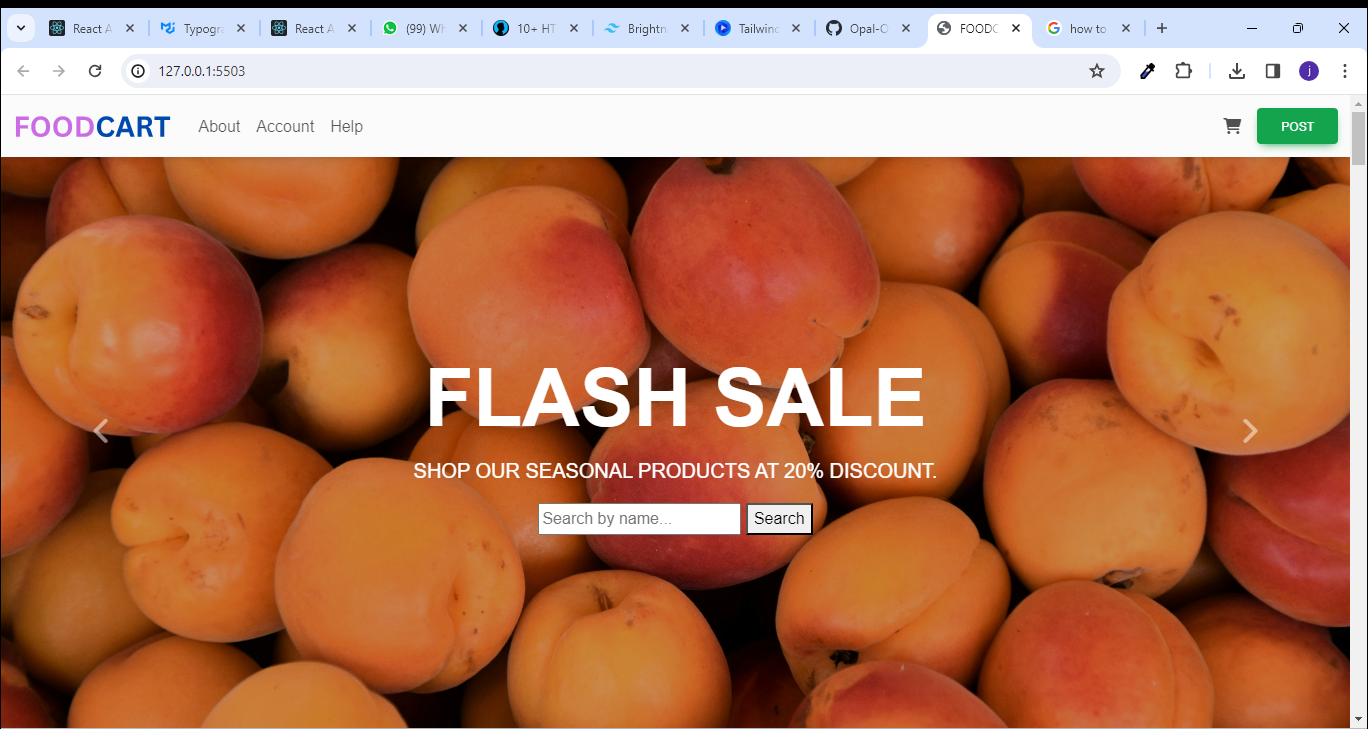 React A
Typogra
React A
(99) Wh
10+ HT
Brightn
Tailwinc
Opal-O
FOODC
how to
127.0.0.1:5503
j
FOODCART About Account Help POST
FLASH SALE
SHOP OUR SEASONAL PRODUCTS AT 20% DISCOUNT.
Search by name... Search